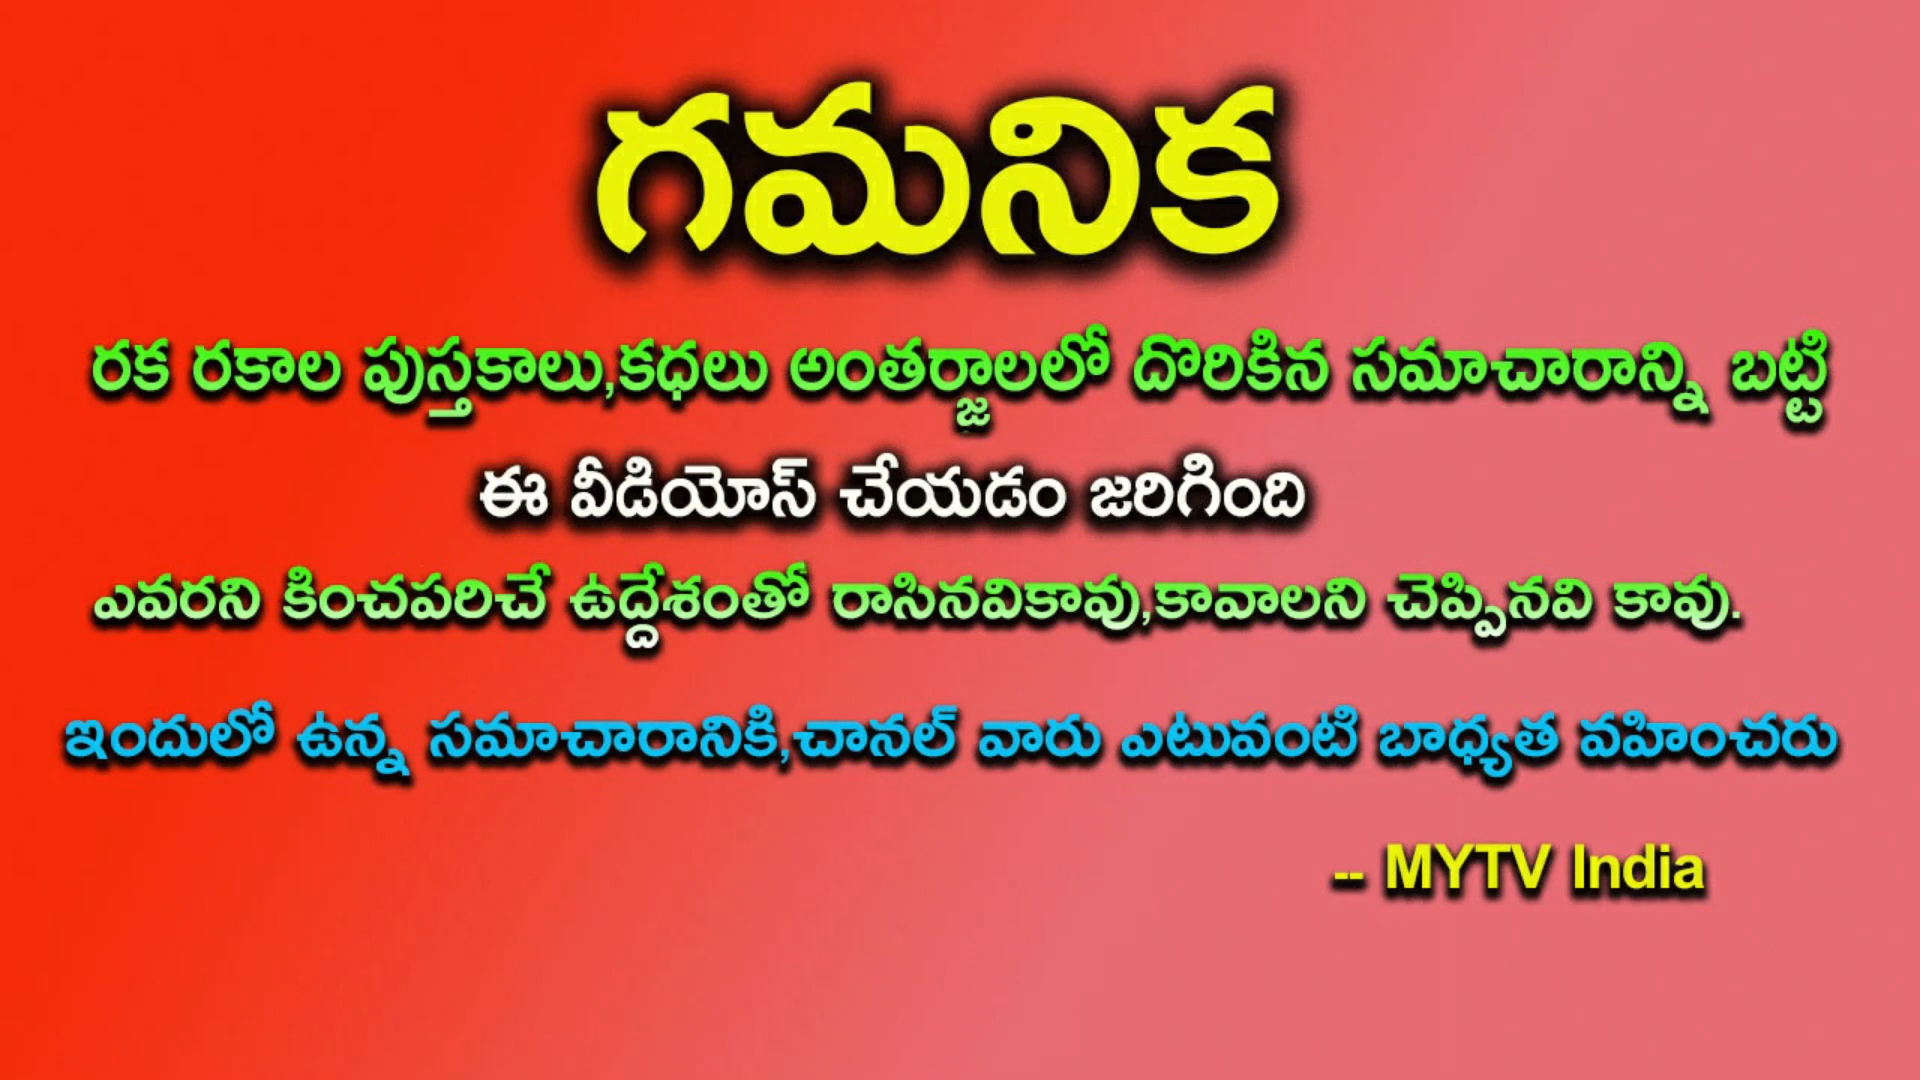 గమనిక
రక రకాల పుస్తకాలు,కధలు అంతర్జాలలో దొరికిన సమాచారాన్ని బట్టి
ఈ వీడియోస్ చేయడం జరిగింది
ఎవరని కించపరిచే ఉద్దేశంతో రాసినవికావు,కావాలని చెప్పినవి కావు.
ఇందులో ఉన్న సమాచారానికి,చానల్ వారు ఎటువంటి బాధ్యత వహించరు
-- MYTV India